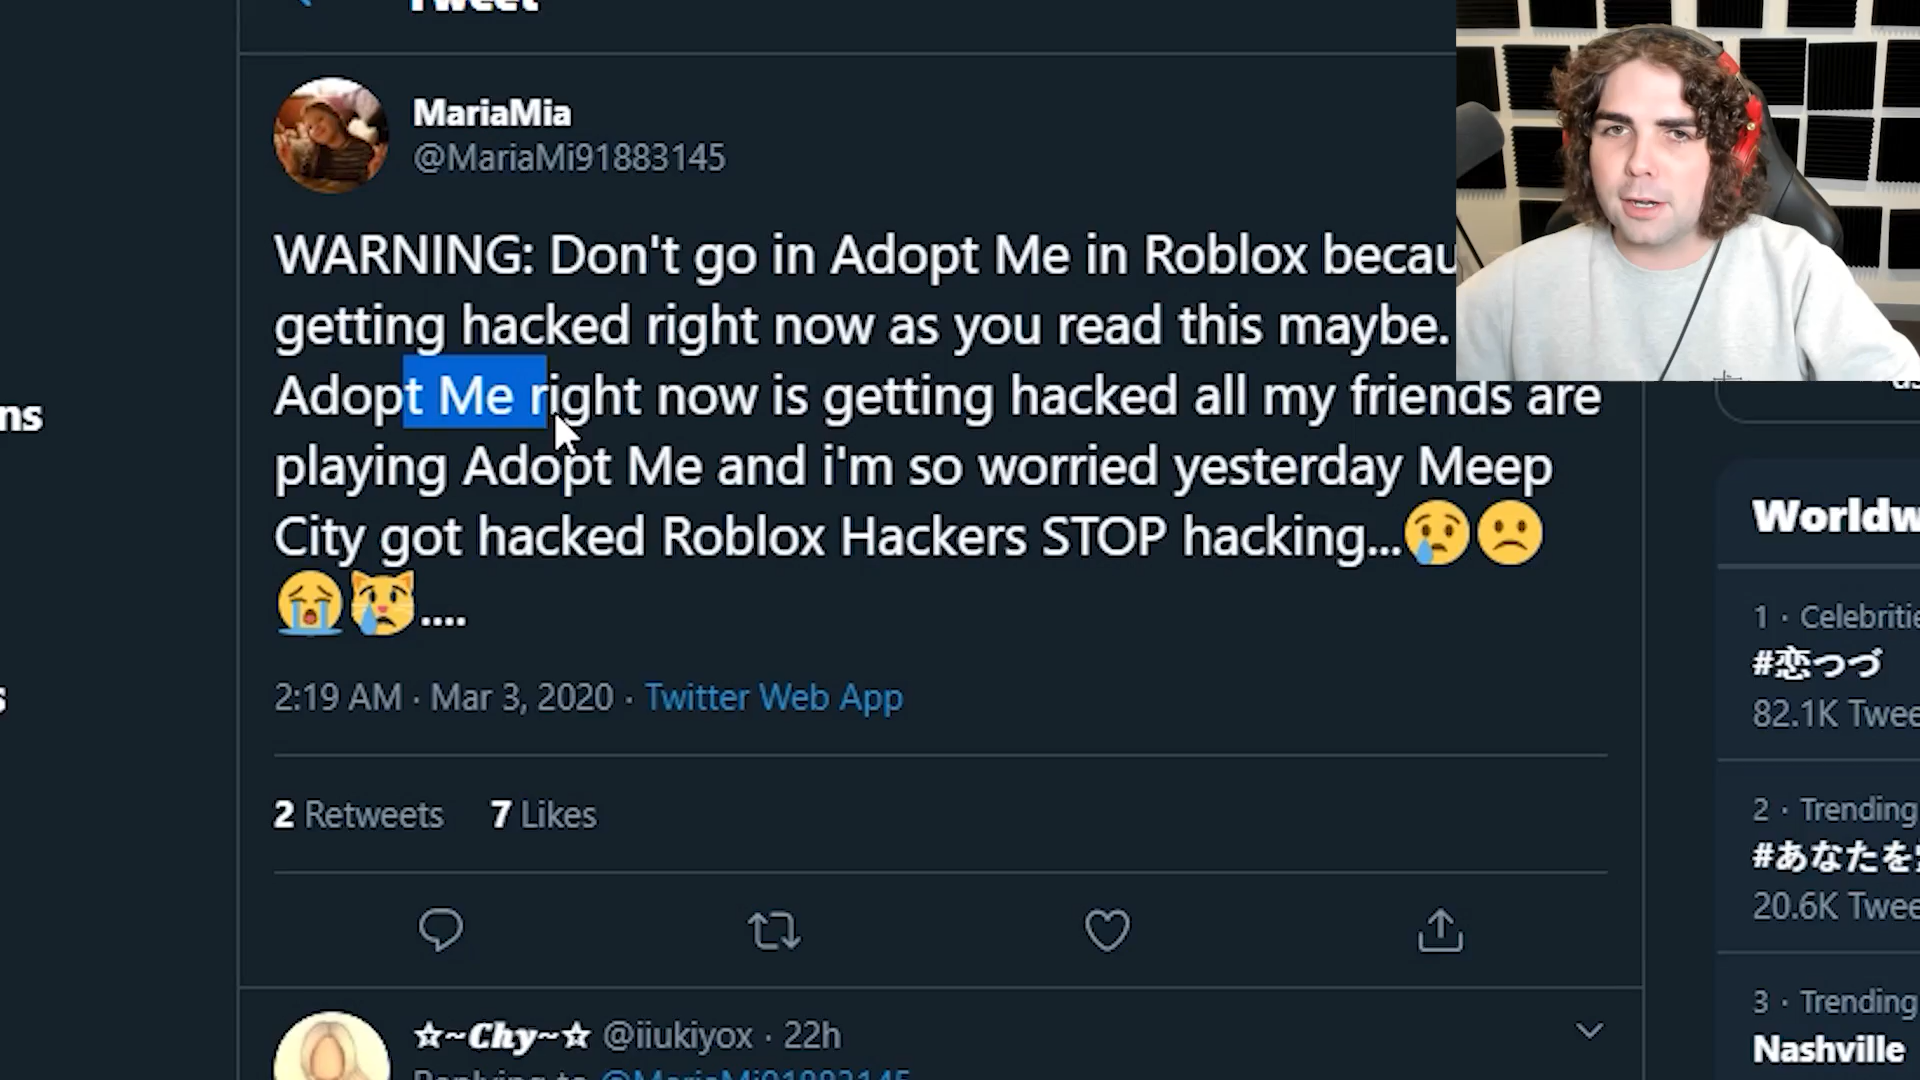 Tweet
MariaMia
@MariaMi91883145
WARNING: Don't go in Adopt Me in Roblox becau
getting hacked right now as you read this maybe.
Adopt Me right now is getting hacked all my friends are
playing Adopt Me and i'm so worried yesterday Meep
City got hacked Roblox Hackers STOP hacking...😢🙁
😭😿....
2:19 AM · Mar 3, 2020 · Twitter Web App
2 Retweets 7 Likes
☆~Chy~☆ @iiukiyox · 22h
Replying to @MariaMi91883145
ns
s
Worldw
1 · Celebritie
#恋つづ
82.1K Twee
2 · Trending
#あなたを
20.6K Twee
3 · Trending
Nashville